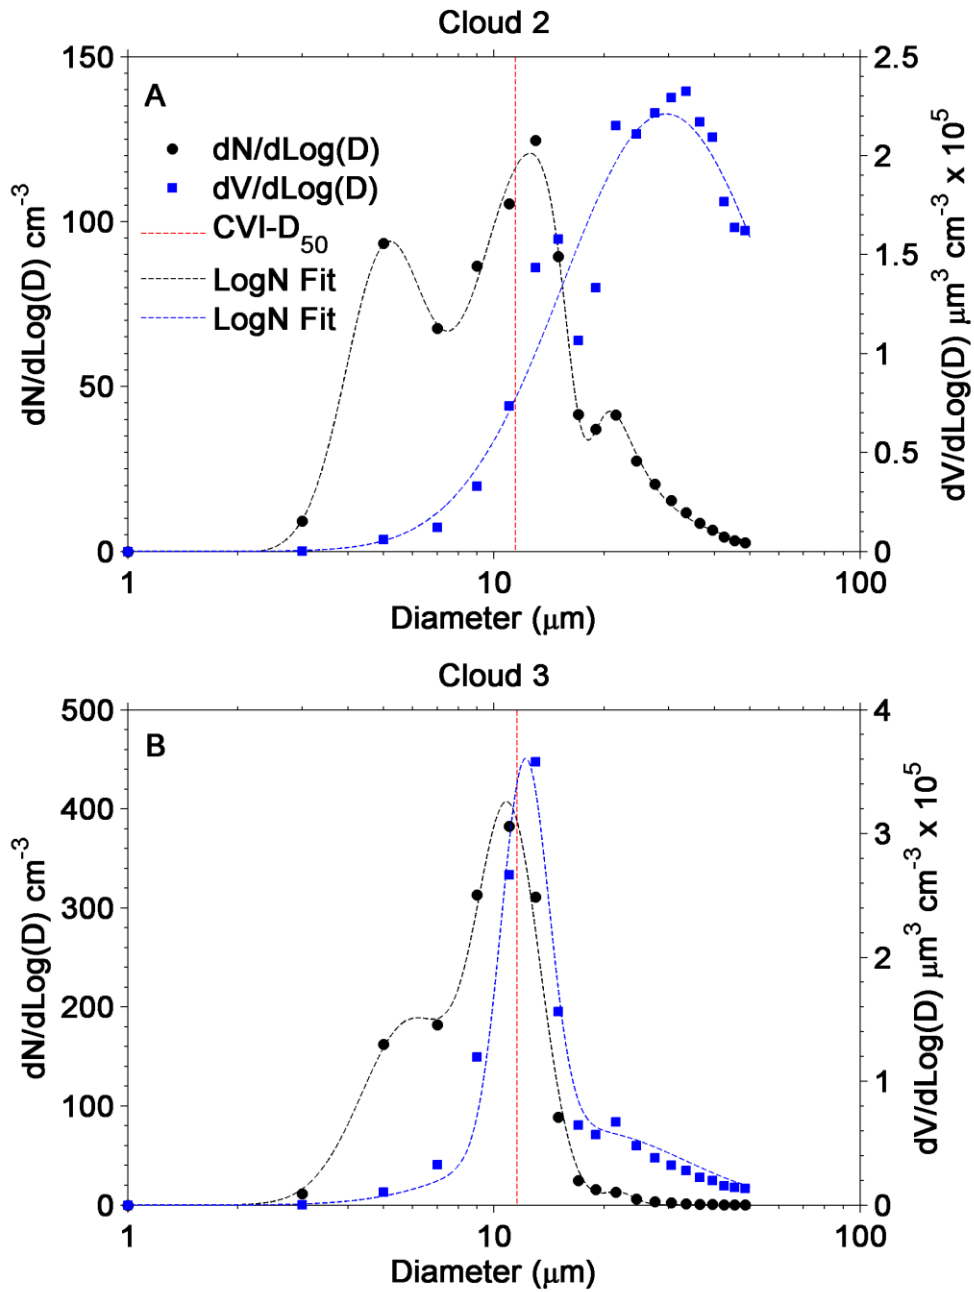 Cloud 2
A
dN/dLog(D)
dV/dLog(D)
CVI-D50
LogN Fit
LogN Fit
150
100
50
0
dN/dLog(D) cm-3
2.5
2
1.5
1
0.5
0
dV/dLog(D) μm3 cm-3 x 105
1 10 100
Diameter (μm)
Cloud 3
B
500
400
300
200
100
0
dN/dLog(D) cm-3
4
3
2
1
0
dV/dLog(D) μm3 cm-3 x 105
1 10 100
Diameter (μm)